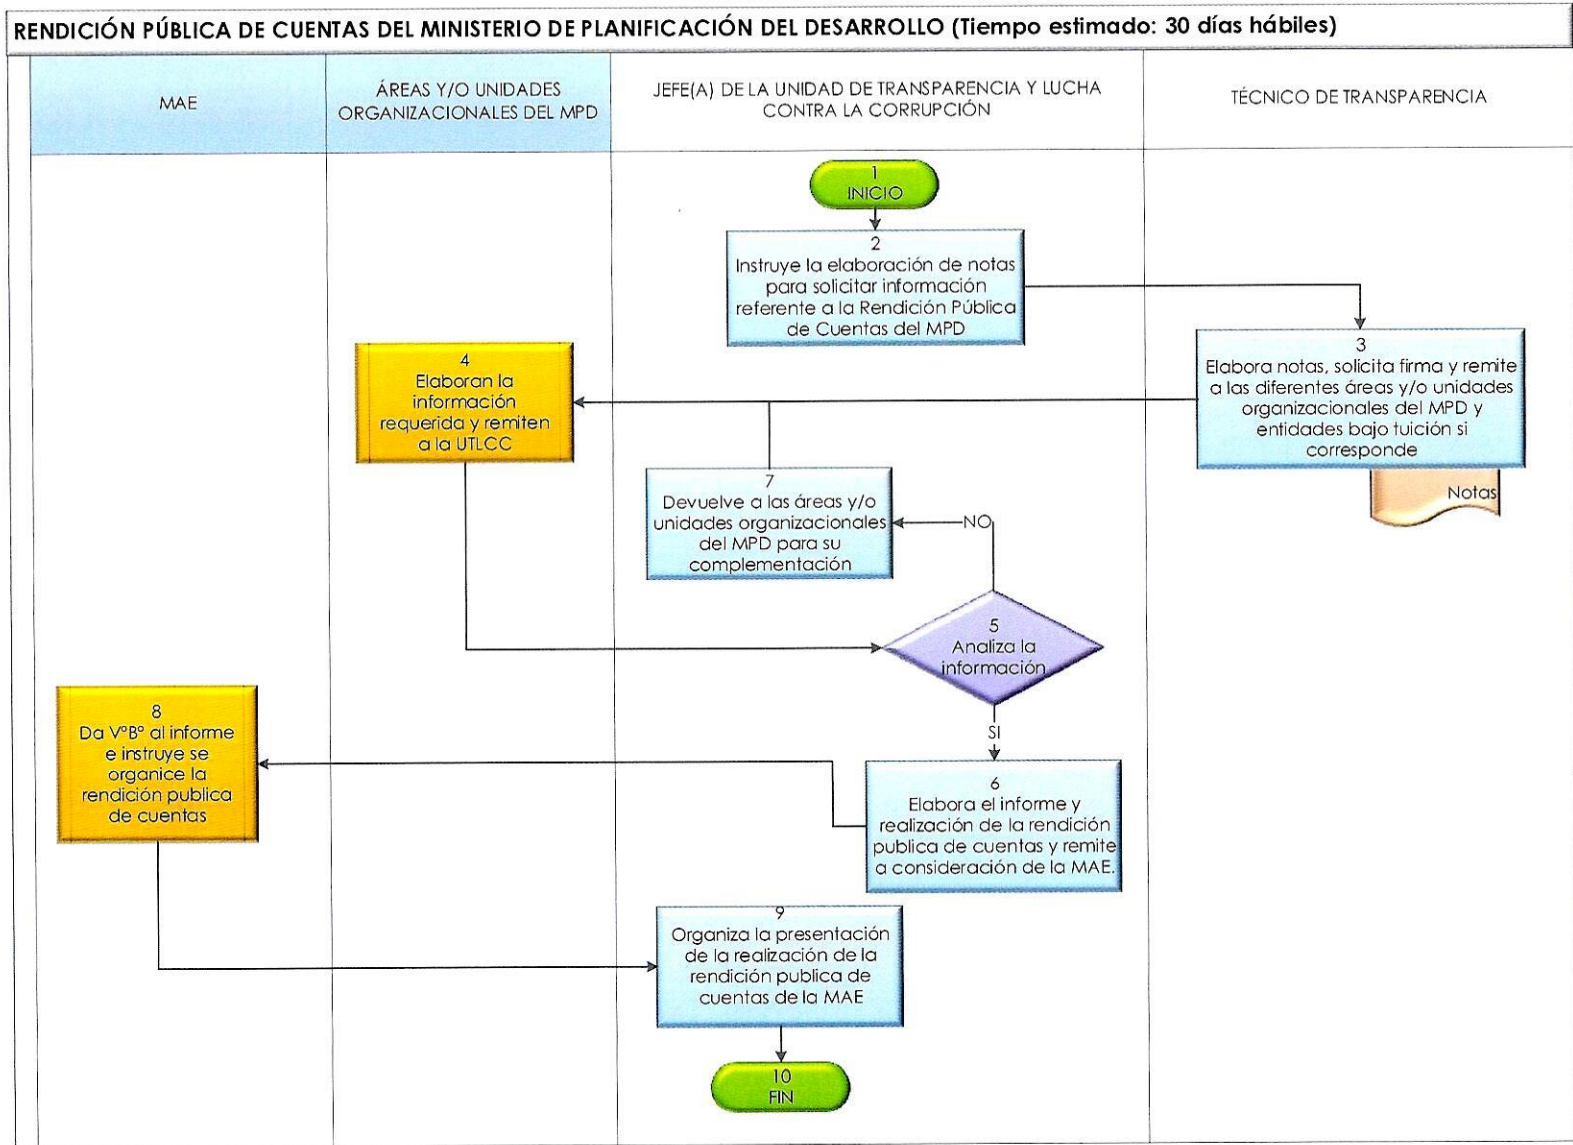 RENDICIÓN PÚBLICA DE CUENTAS DEL MINISTERIO DE PLANIFICACIÓN DEL DESARROLLO (Tiempo estimado: 30 días hábiles)
MAE
ÁREAS Y/O UNIDADES
ORGANIZACIONALES DEL MPD
JEFE(A) DE LA UNIDAD DE TRANSPARENCIA Y LUCHA
CONTRA LA CORRUPCIÓN
TÉCNICO DE TRANSPARENCIA
1
INICIO
2
Instruye la elaboración de notas
para solicitar información
referente a la Rendición Pública
de Cuentas del MPD
3
Elabora notas, solicita firma y remite
a las diferentes áreas y/o unidades
organizacionales del MPD y
entidades bajo tuición si
corresponde
Notas
4
Elaboran la
información
requerida y remiten
a la UTLCC
7
Devuelve a las áreas y/o
unidades organizacionales
del MPD para su
complementación
NO
5
Analiza la
información
SI
8
Da V°B° al informe
e instruye se
organice la
rendición publica
de cuentas
6
Elabora el informe y
realización de la rendición
publica de cuentas y remite
a consideración de la MAE.
9
Organiza la presentación
de la realización de la
rendición publica de
cuentas de la MAE
10
FIN